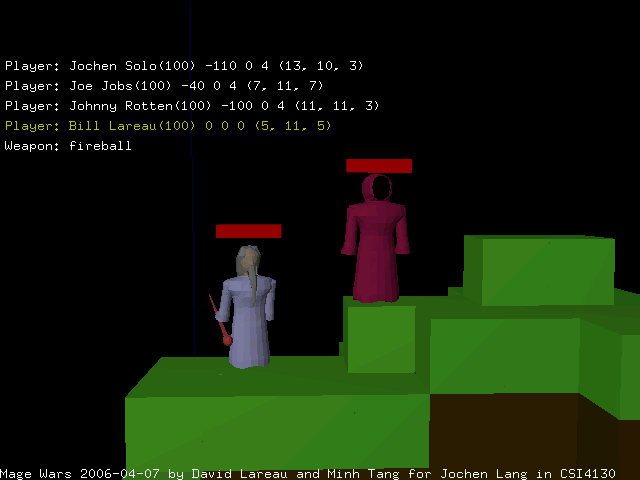 Player: Jochen Solo(100) -110 0 4 (13, 10, 3)
Player: Joe Jobs(100) -40 0 4 (7, 11, 7)
Player: Johnny Rotten(100) -100 0 4 (11, 11, 3)
Player: Bill Lareau(100) 0 0 0 (5, 11, 5)
Weapon: fireball
Mage Wars 2006-04-07 by David Lareau and Minh Tang for Jochen Lang in CSI4130